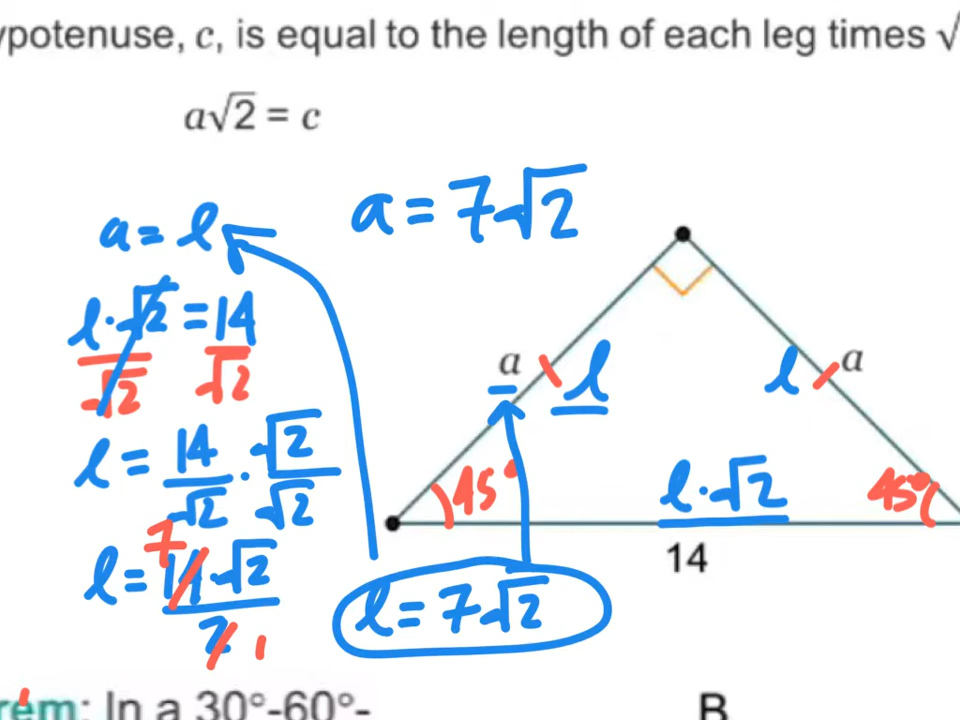 ypotenuse, c, is equal to the length of each leg times √
a√2 = c
a = l
a = 7√2
l·√2 = 14
√2 √2
a l
l a
l = 14/√2 · √2/√2
45°
l·√2
45°
14
7
l = 14·√2/2
1
l = 7√2
rem: In a 30°-60°-
B